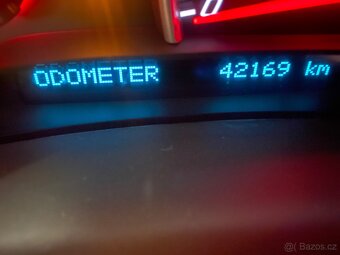 ODOMETER 42169 km
@( Bazos.cz